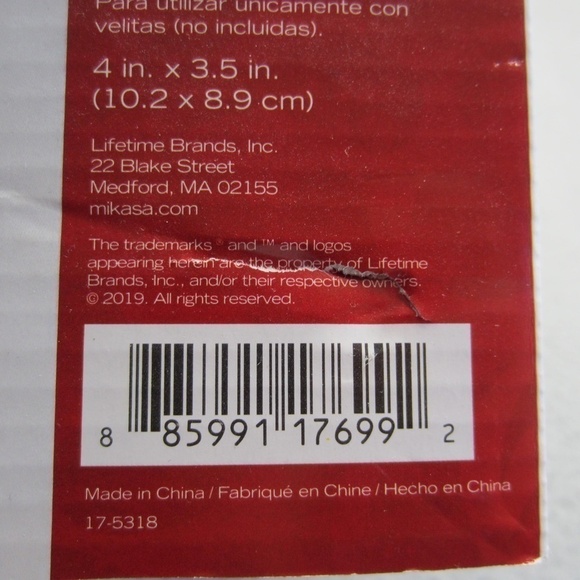 Para utilizar únicamente con
velitas (no incluidas).
4 in. x 3.5 in.
(10.2 x 8.9 cm)
Lifetime Brands, Inc.
22 Blake Street
Medford, MA 02155
mikasa.com
The trademarks ® and ™ and logos
appearing herein are the property of Lifetime
Brands, Inc., and/or their respective owners.
© 2019. All rights reserved.
8 85991 17699 2
Made in China / Fabriqué en Chine / Hecho en China
17-5318